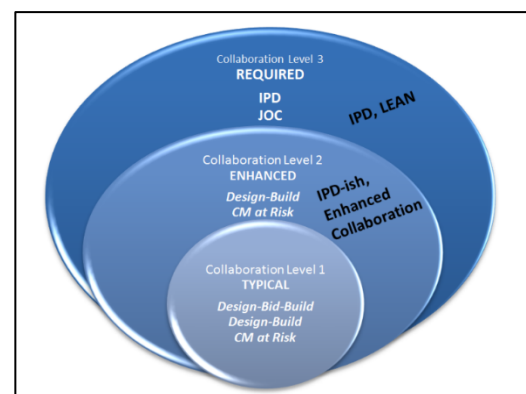 Collaboration Level 3
REQUIRED
IPD
JOC
IPD, LEAN
Collaboration Level 2
ENHANCED
Design-Build
CM at Risk
IPD-ish,
Enhanced
Collaboration
Collaboration Level 1
TYPICAL
Design-Bid-Build
Design-Build
CM at Risk